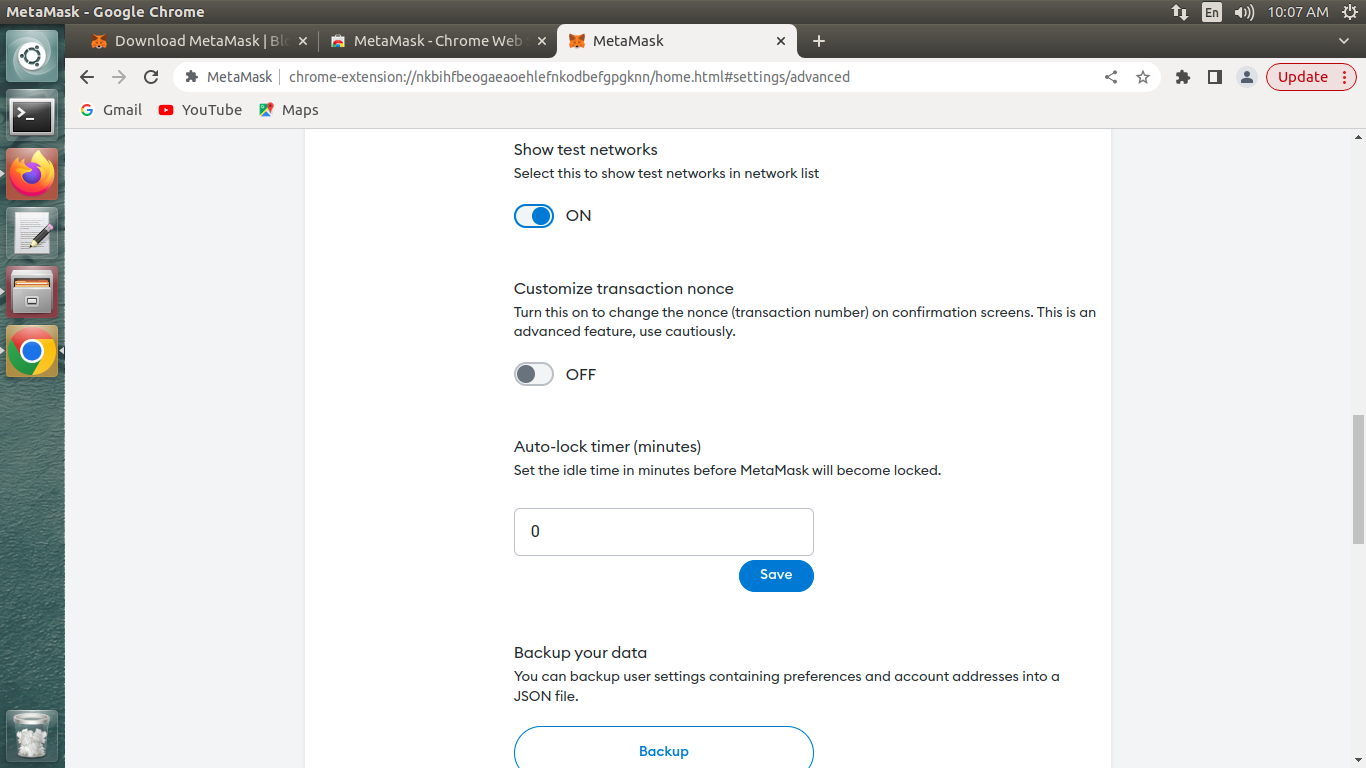 MetaMask - Google Chrome
En
10:07 AM
Download MetaMask | Blo
MetaMask - Chrome Web
MetaMask
MetaMask
chrome-extension://nkbihfbeogaeaoehlefnkodbefgpgknn/home.html#settings/advanced
Update
Gmail
YouTube
Maps
Show test networks
Select this to show test networks in network list
ON
Customize transaction nonce
Turn this on to change the nonce (transaction number) on confirmation screens. This is an
advanced feature, use cautiously.
OFF
Auto-lock timer (minutes)
Set the idle time in minutes before MetaMask will become locked.
0
Save
Backup your data
You can backup user settings containing preferences and account addresses into a
JSON file.
Backup